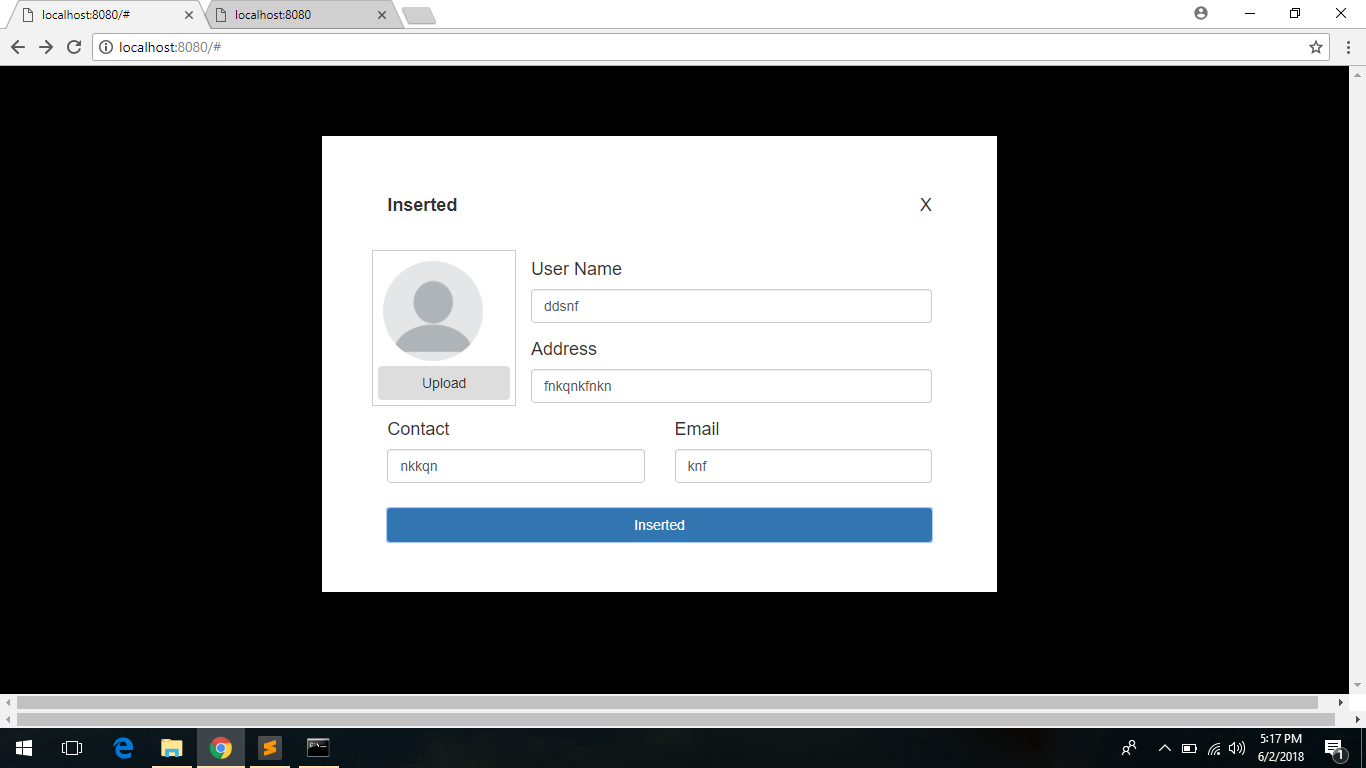 localhost:8080/#
localhost:8080
localhost:8080/#
Inserted X
User Name
ddsnf
Address
Upload
fnkqnkfnkn
Contact Email
nkkqn knf
Inserted
5:17 PM
6/2/2018
1